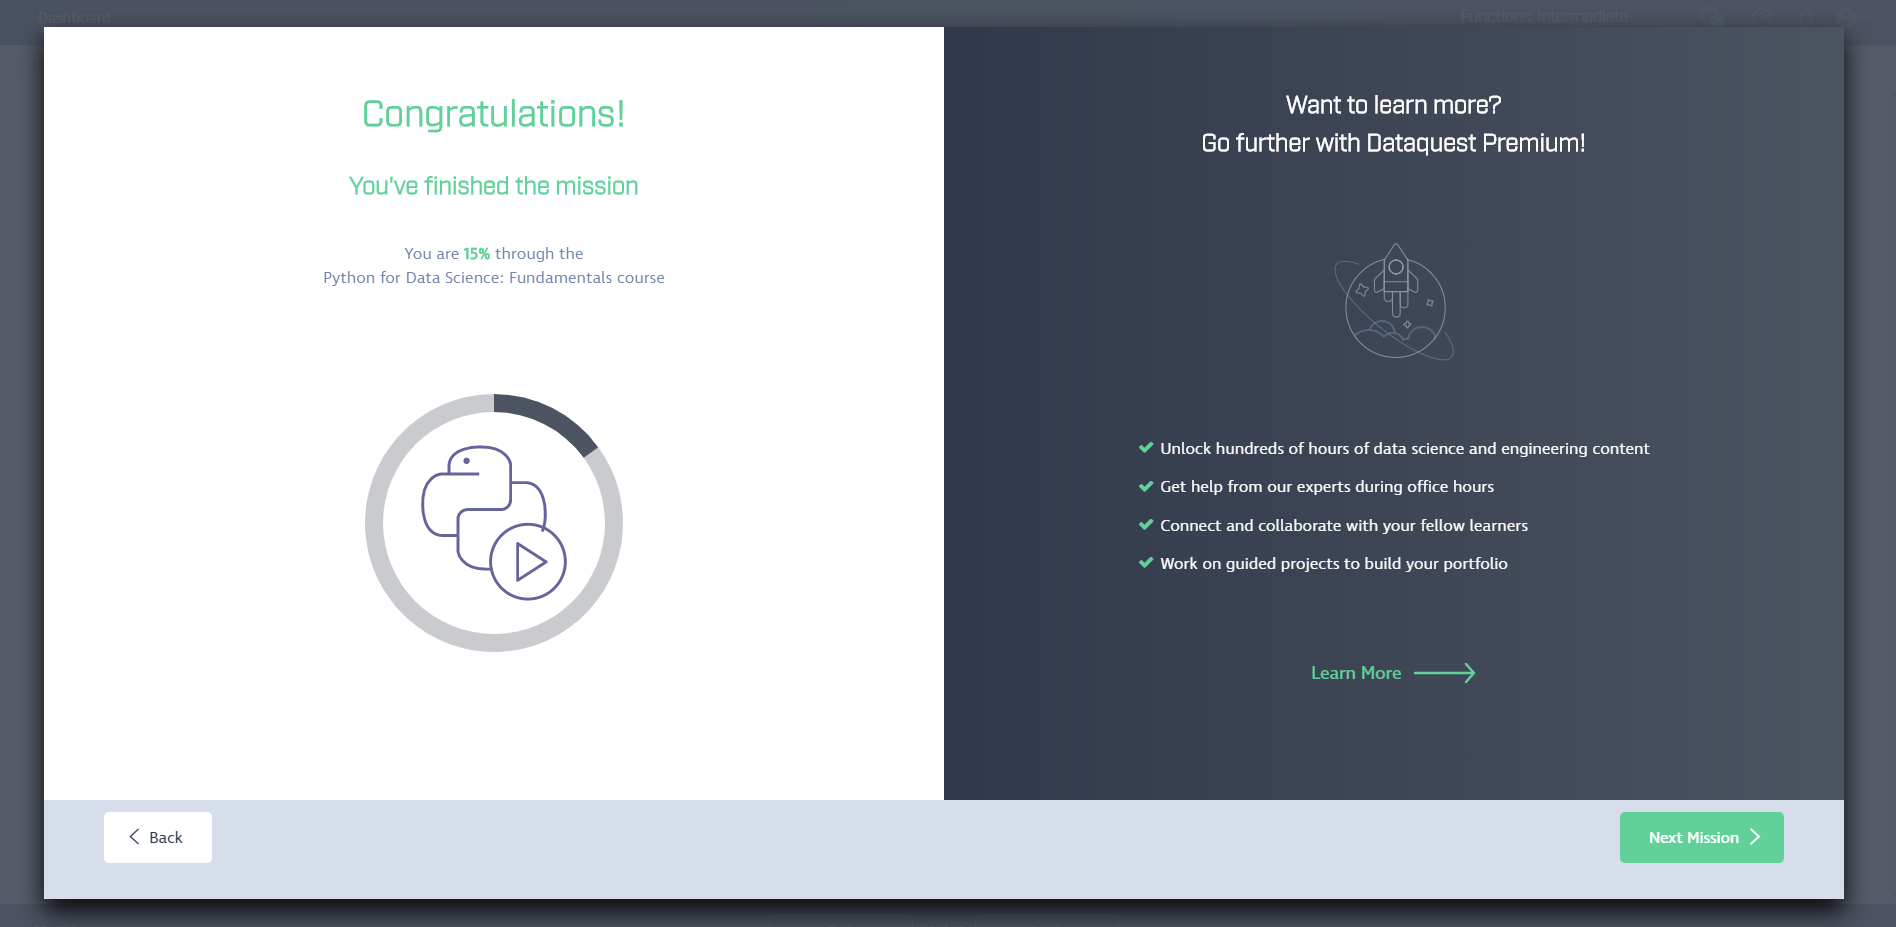 Dashboard
Functions: Intermediate
Congratulations!
You've finished the mission
You are 15% through the
Python for Data Science: Fundamentals course
Want to learn more?
Go further with Dataquest Premium!
Unlock hundreds of hours of data science and engineering content
Get help from our experts during office hours
Connect and collaborate with your fellow learners
Work on guided projects to build your portfolio
Learn More
Back
Next Mission